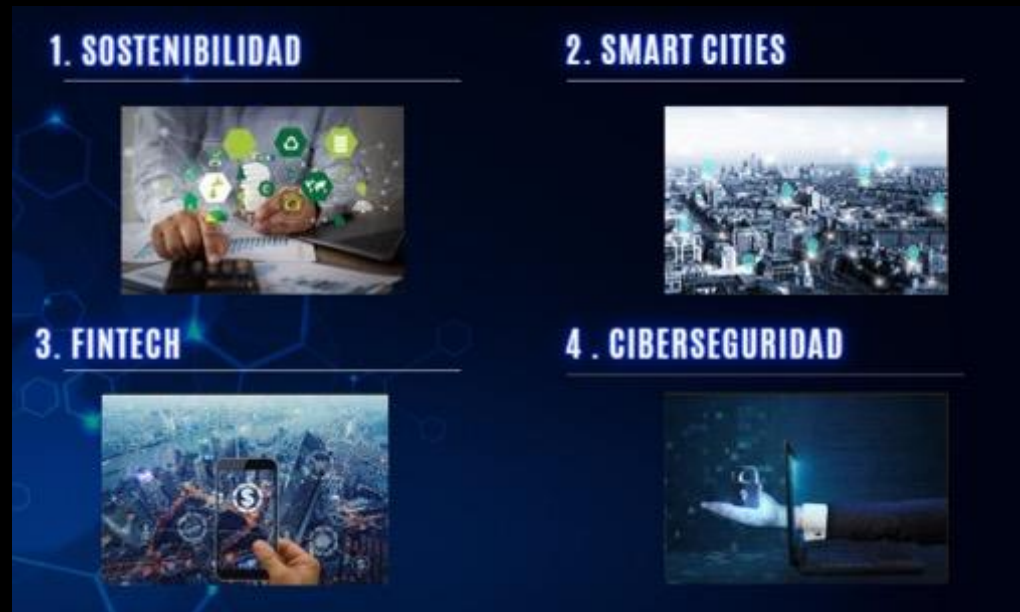 1. SOSTENIBILIDAD
2. SMART CITIES
3. FINTECH
4 . CIBERSEGURIDAD